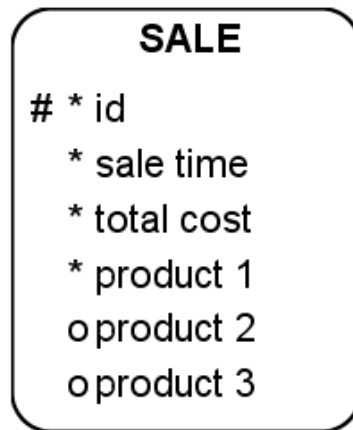 SALE
# * id
* sale time
* total cost
* product 1
o product 2
o product 3